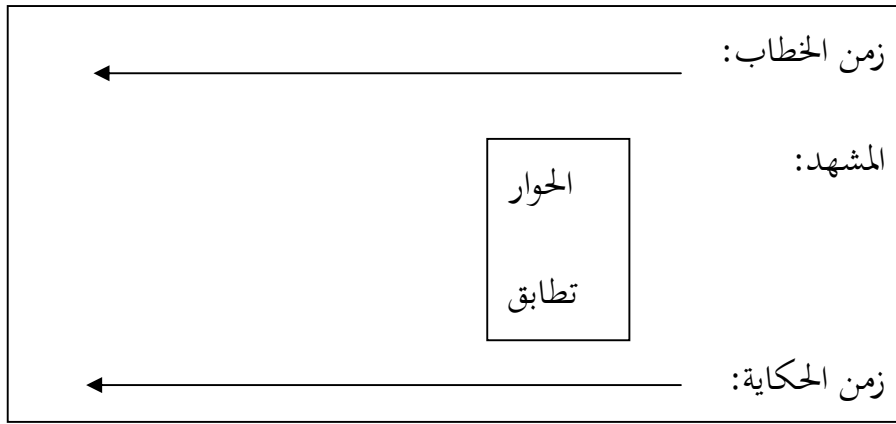 زمن الخطاب:
المشهد:
الحوار
تطابق
زمن الحكاية: